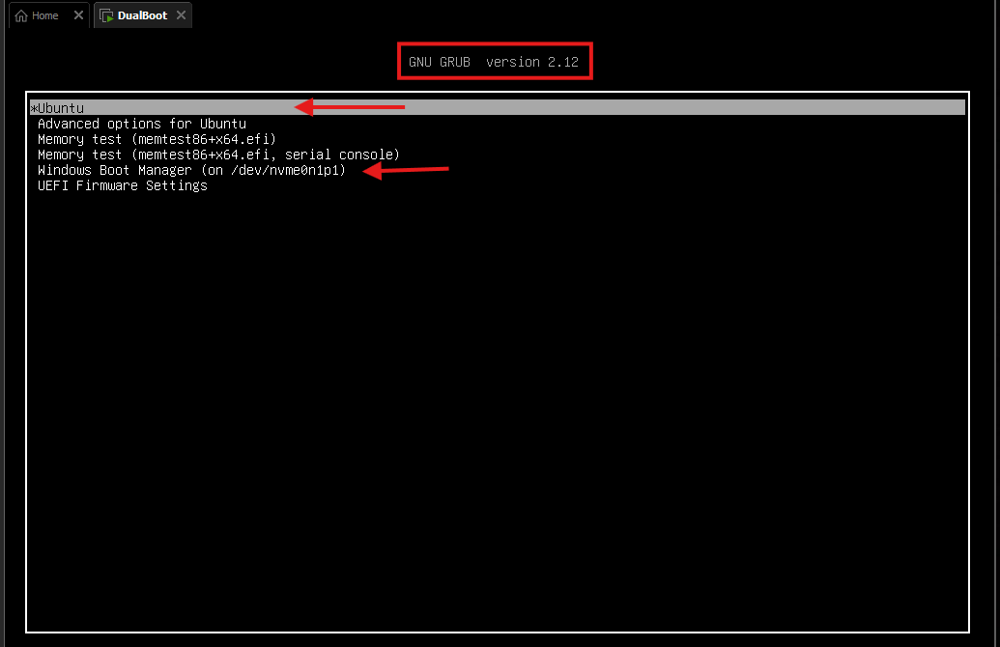 Home
DualBoot
GNU GRUB  version 2.12
*Ubuntu
Advanced options for Ubuntu
Memory test (memtest86+x64.efi)
Memory test (memtest86+x64.efi, serial console)
Windows Boot Manager (on /dev/nvme0n1p1)
UEFI Firmware Settings